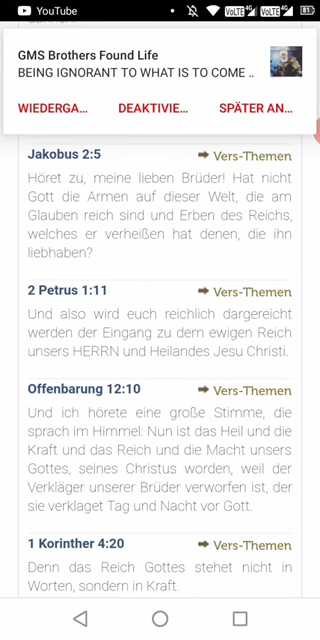 YouTube
VoLTE 4G VoLTE 4G 81
GMS Brothers Found Life
BEING IGNORANT TO WHAT IS TO COME ..
WIEDERGA... DEAKTIVIE... SPÄTER AN...
Jakobus 2:5 Vers-Themen
Höret zu, meine lieben Brüder! Hat nicht
Gott die Armen auf dieser Welt, die am
Glauben reich sind und Erben des Reichs,
welches er verheißen hat denen, die ihn
liebhaben?
2 Petrus 1:11 Vers-Themen
Und also wird euch reichlich dargereicht
werden der Eingang zu dem ewigen Reich
unsers HERRN und Heilandes Jesu Christi.
Offenbarung 12:10 Vers-Themen
Und ich hörete eine große Stimme, die
sprach im Himmel: Nun ist das Heil und die
Kraft und das Reich und die Macht unsers
Gottes, seines Christus worden, weil der
Verkläger unserer Brüder verworfen ist, der
sie verklaget Tag und Nacht vor Gott.
1 Korinther 4:20 Vers-Themen
Denn das Reich Gottes stehet nicht in
Worten, sondern in Kraft.